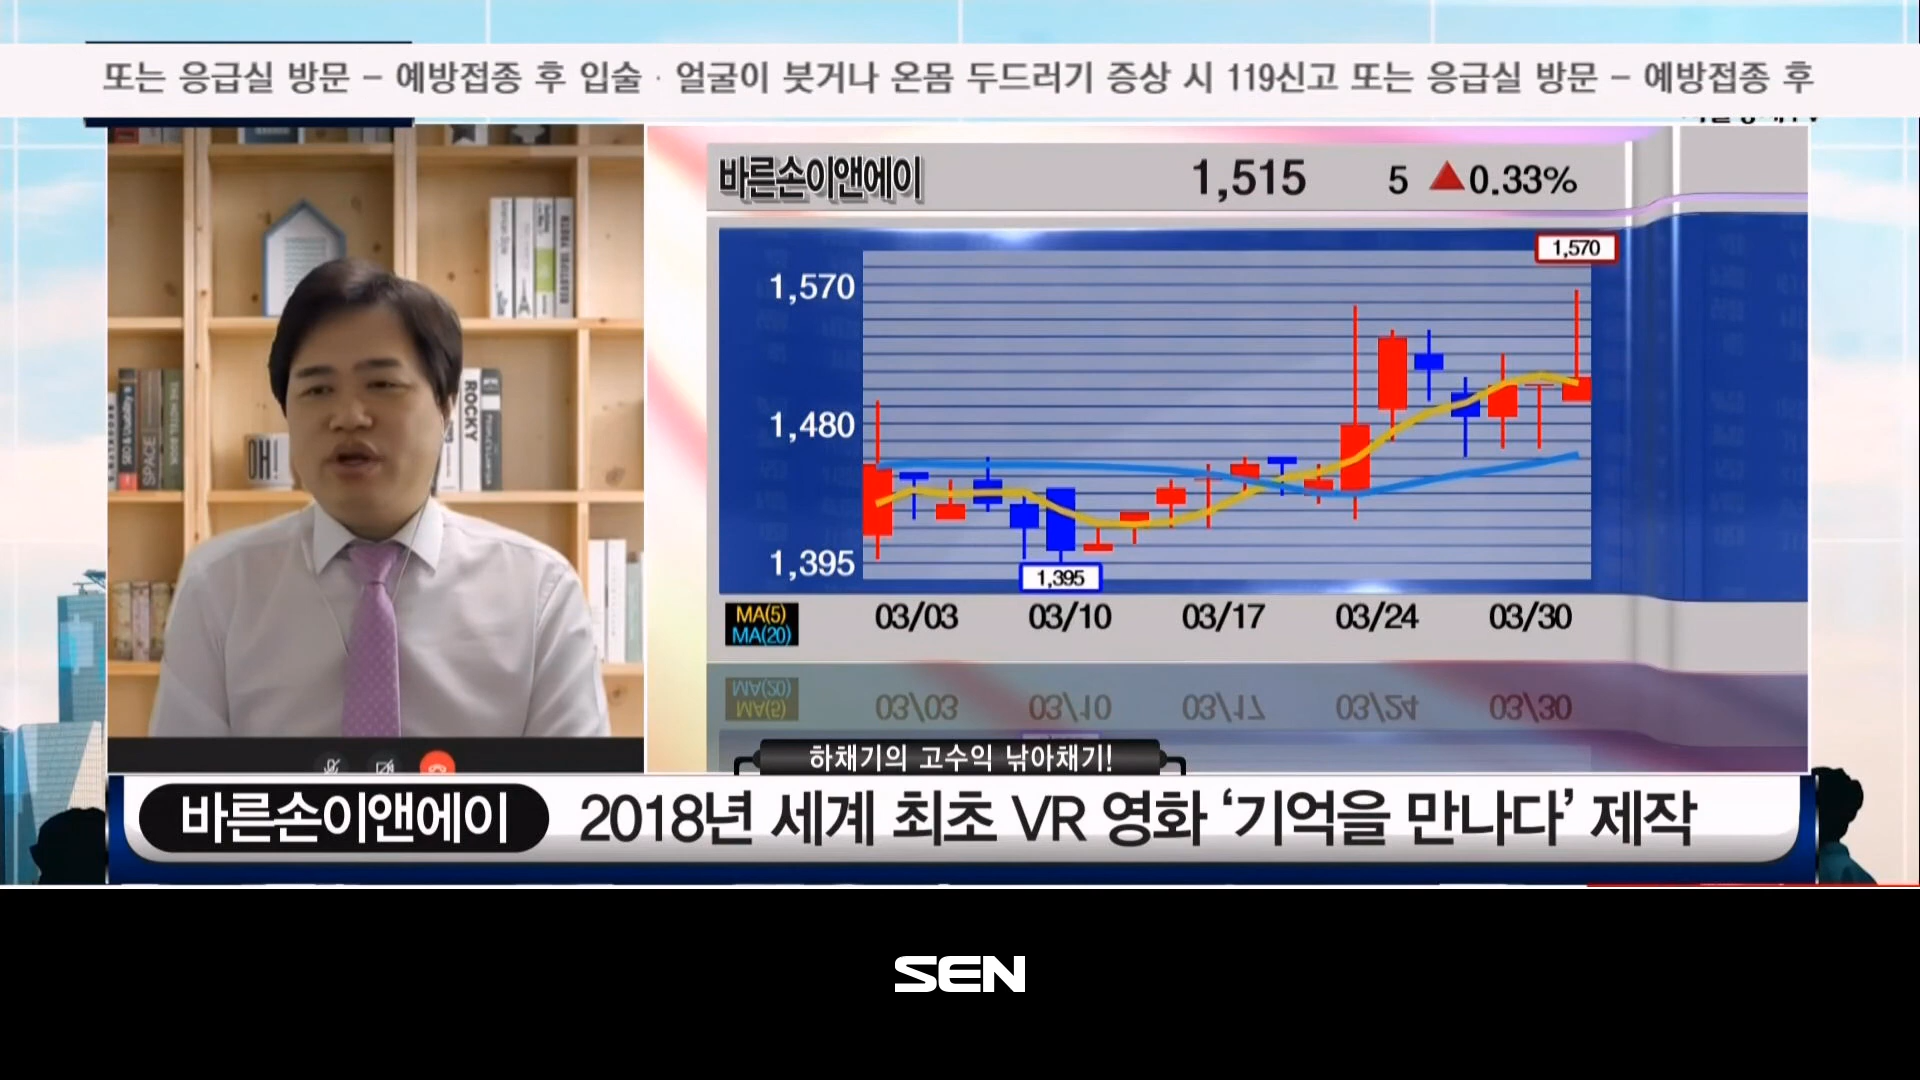 또는 응급실 방문 - 예방접종 후 입술 · 얼굴이 붓거나 온몸 두드러기 증상 시 119신고 또는 응급실 방문 - 예방접종 후
바른손이앤에이 1,515 5 ▲0.33%
1,570
1,570
1,480
1,395
1,395
MA(5)
MA(20)
03/03 03/10 03/17 03/24 03/30
ROCKY
SPACE
OH!
하채기의 고수익 낚아채기!
바른손이앤에이 2018년 세계 최초 VR 영화 ‘기억을 만나다’ 제작
SEN